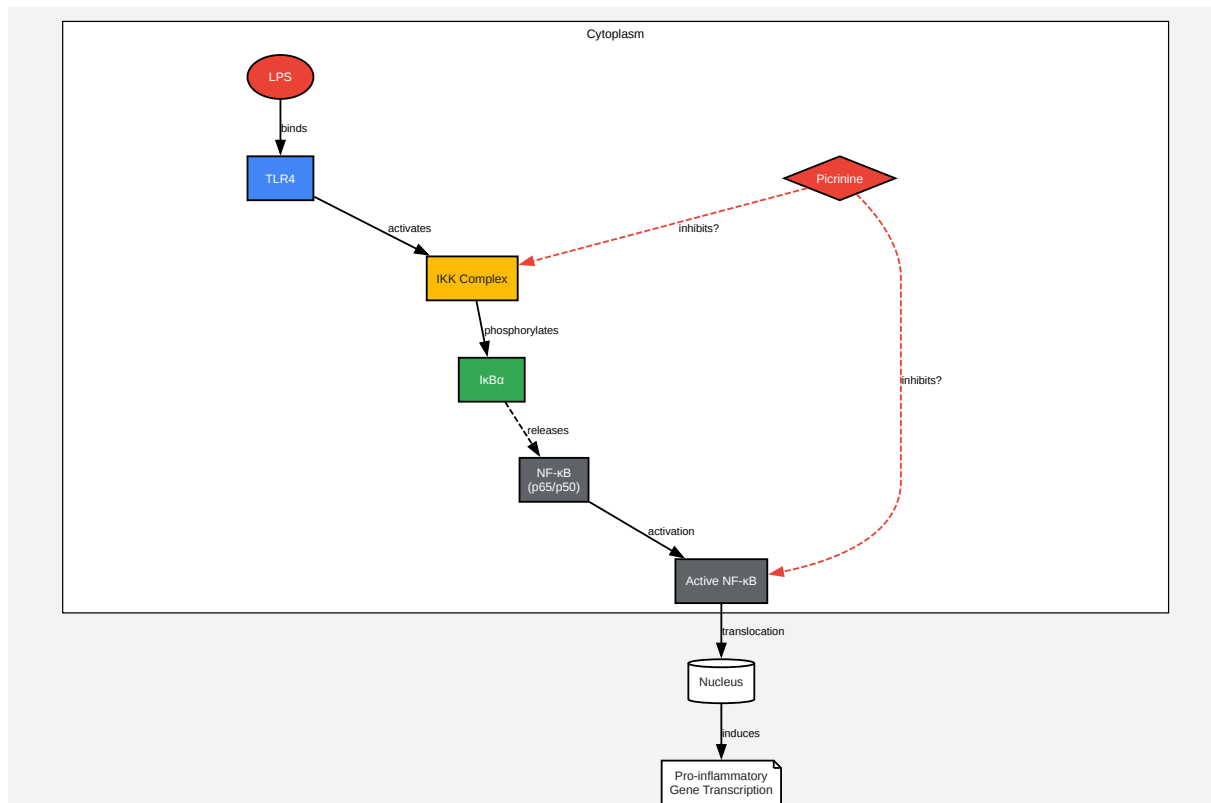 Cytoplasm
LPS
binds
TLR4
Picrinine
activates
inhibits?
IKK Complex
phosphorylates
IκBα
inhibits?
releases
NF-κB
(p65/p50)
activation
Active NF-κB
translocation
Nucleus
induces
Pro-inflammatory
Gene Transcription